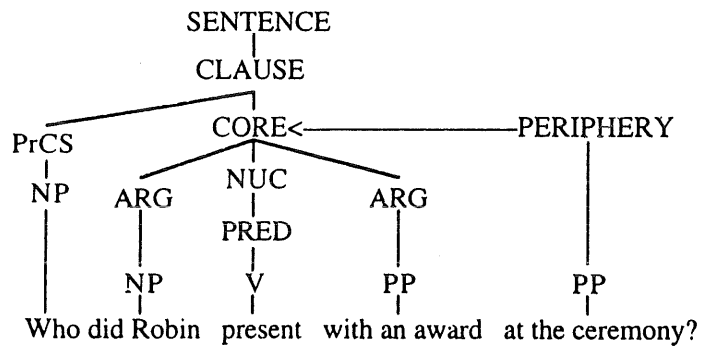 SENTENCE
CLAUSE
PrCS CORE< PERIPHERY
NP ARG NUC ARG
PRED
NP V PP PP
Who did Robin present with an award at the ceremony?